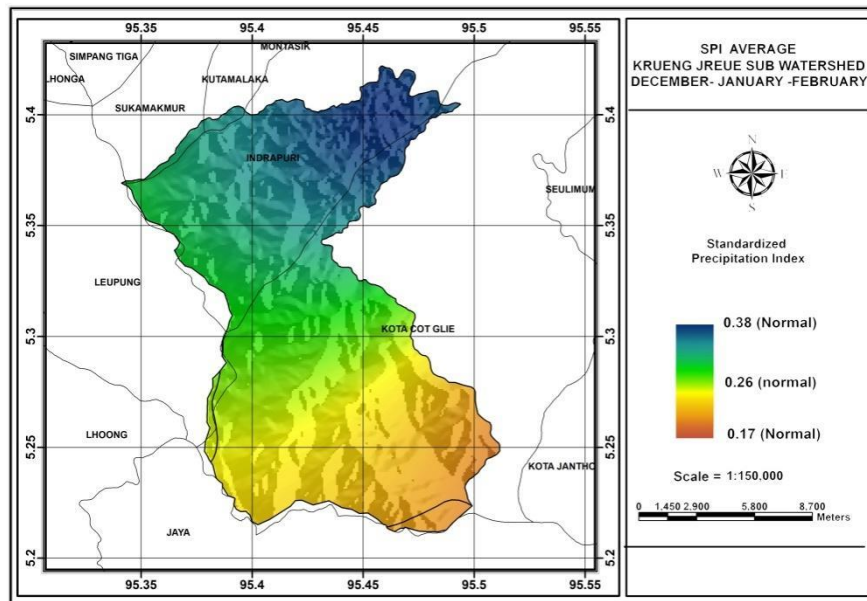 95.35 95.4 95.45 95.5 95.55
SIMPANG TIGA
MONTASIK
LHONGA
KUTAMALAKA
SUKAMAKMUR
5.4 5.4
INDRAPURI
SEULIMUM
5.35 5.35
LEUPUNG
5.3 5.3
KOTA COT GLIE
LHOONG
5.25 5.25
KOTA JANTHO
JAYA
5.2 5.2
95.35 95.4 95.45 95.5 95.55
SPI AVERAGE
KRUENG JREUE SUB WATERSHED
DECEMBER- JANUARY -FEBRUARY
N
W E
S
Standardized
Precipitation Index
0.38 (Normal)
0.26 (normal)
0.17 (Normal)
Scale = 1:150,000
0 1,450 2,900 5,800 8,700
Meters